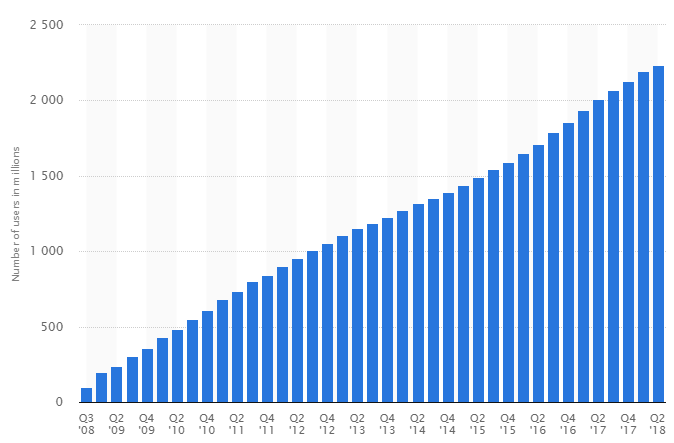 2 500
2 000
1 500
1 000
500
0
Number of users in millions
Q3 Q2 Q4 Q2 Q4 Q2 Q4 Q2 Q4 Q2 Q4 Q2 Q4 Q2 Q4 Q2 Q4 Q2 Q4 Q2
'08 '09 '09 '10 '10 '11 '11 '12 '12 '13 '13 '14 '14 '15 '15 '16 '16 '17 '17 '18